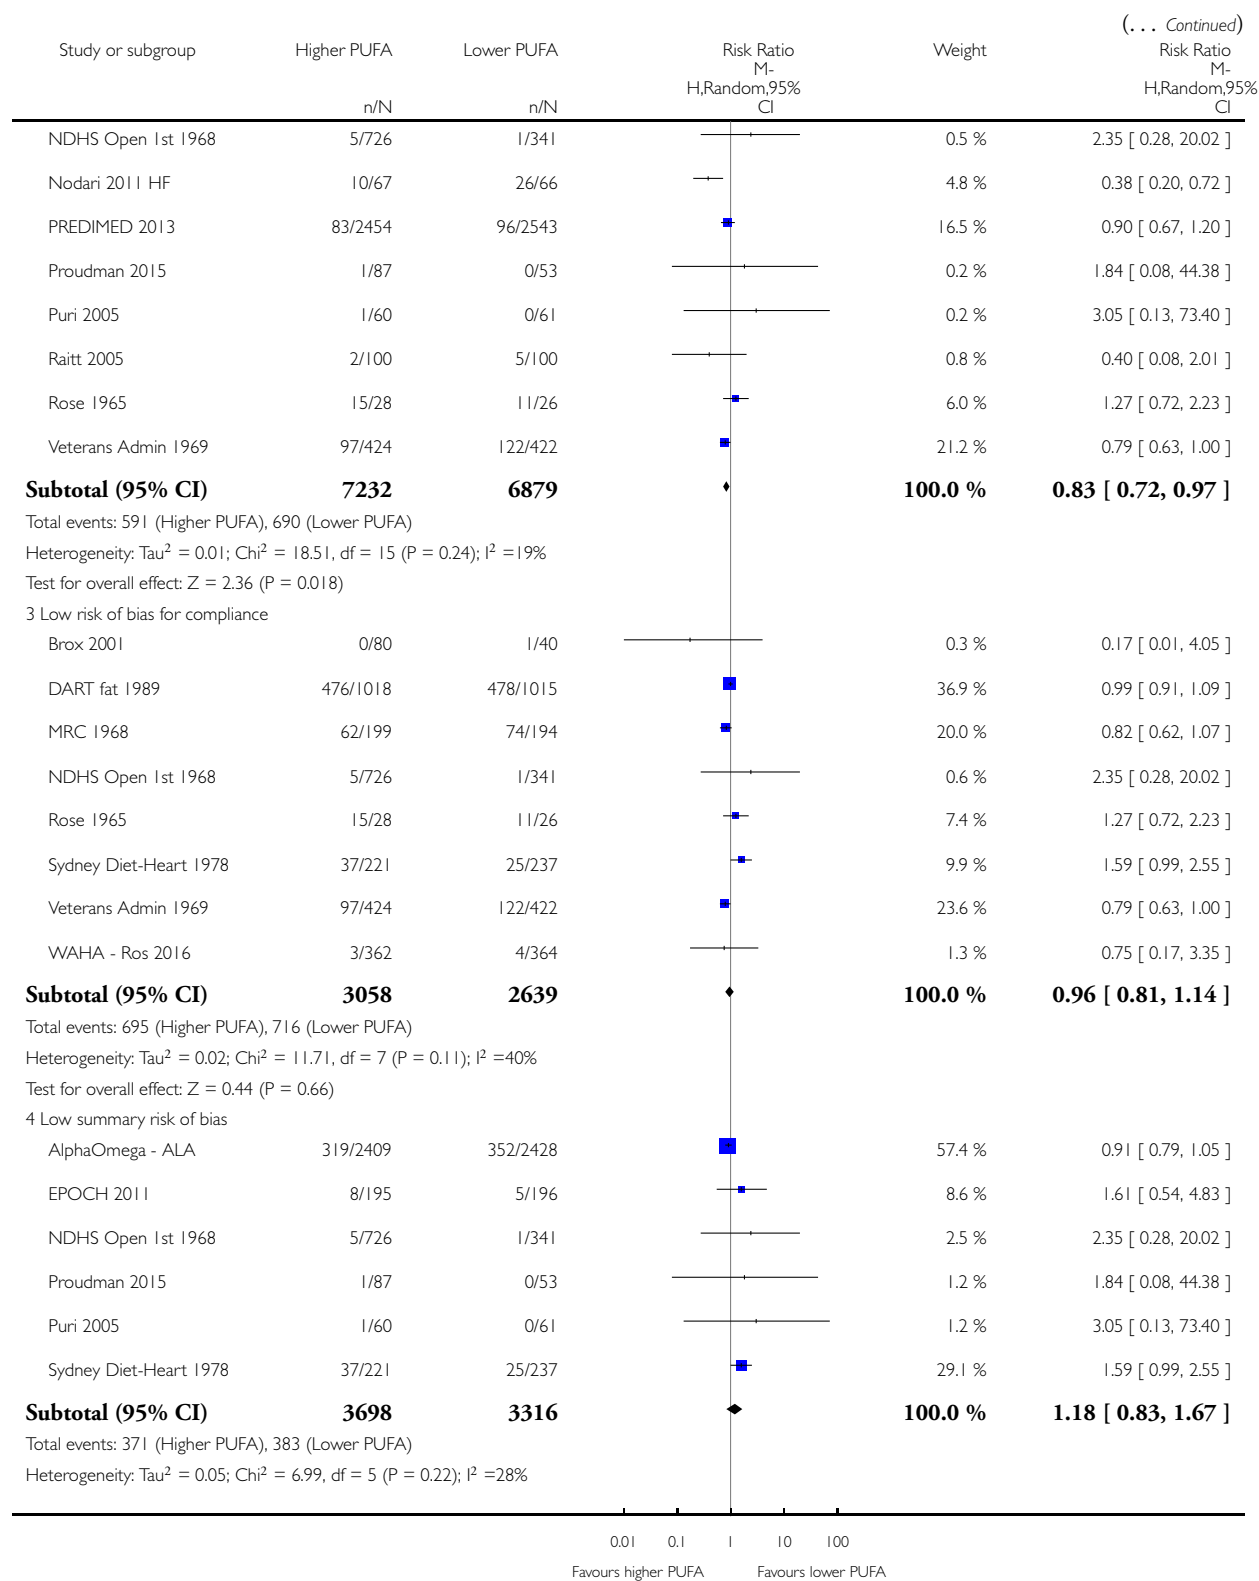 (... Continued)
Study or subgroup Higher PUFA Lower PUFA Risk Ratio Weight Risk Ratio
M- M-
H,Random,95% H,Random,95%
n/N n/N CI CI
NDHS Open 1st 1968 5/726 1/341 0.5 % 2.35 [ 0.28, 20.02 ]
Nodari 2011 HF 10/67 26/66 4.8 % 0.38 [ 0.20, 0.72 ]
PREDIMED 2013 83/2454 96/2543 16.5 % 0.90 [ 0.67, 1.20 ]
Proudman 2015 1/87 0/53 0.2 % 1.84 [ 0.08, 44.38 ]
Puri 2005 1/60 0/61 0.2 % 3.05 [ 0.13, 73.40 ]
Raitt 2005 2/100 5/100 0.8 % 0.40 [ 0.08, 2.01 ]
Rose 1965 15/28 11/26 6.0 % 1.27 [ 0.72, 2.23 ]
Veterans Admin 1969 97/424 122/422 21.2 % 0.79 [ 0.63, 1.00 ]
Subtotal (95% CI) 7232 6879 100.0 % 0.83 [ 0.72, 0.97 ]
Total events: 591 (Higher PUFA), 690 (Lower PUFA)
Heterogeneity: Tau² = 0.01; Chi² = 18.51, df = 15 (P = 0.24); I² =19%
Test for overall effect: Z = 2.36 (P = 0.018)
3 Low risk of bias for compliance
Brox 2001 0/80 1/40 0.3 % 0.17 [ 0.01, 4.05 ]
DART fat 1989 476/1018 478/1015 36.9 % 0.99 [ 0.91, 1.09 ]
MRC 1968 62/199 74/194 20.0 % 0.82 [ 0.62, 1.07 ]
NDHS Open 1st 1968 5/726 1/341 0.6 % 2.35 [ 0.28, 20.02 ]
Rose 1965 15/28 11/26 7.4 % 1.27 [ 0.72, 2.23 ]
Sydney Diet-Heart 1978 37/221 25/237 9.9 % 1.59 [ 0.99, 2.55 ]
Veterans Admin 1969 97/424 122/422 23.6 % 0.79 [ 0.63, 1.00 ]
WAHA - Ros 2016 3/362 4/364 1.3 % 0.75 [ 0.17, 3.35 ]
Subtotal (95% CI) 3058 2639 100.0 % 0.96 [ 0.81, 1.14 ]
Total events: 695 (Higher PUFA), 716 (Lower PUFA)
Heterogeneity: Tau² = 0.02; Chi² = 11.71, df = 7 (P = 0.11); I² =40%
Test for overall effect: Z = 0.44 (P = 0.66)
4 Low summary risk of bias
AlphaOmega - ALA 319/2409 352/2428 57.4 % 0.91 [ 0.79, 1.05 ]
EPOCH 2011 8/195 5/196 8.6 % 1.61 [ 0.54, 4.83 ]
NDHS Open 1st 1968 5/726 1/341 2.5 % 2.35 [ 0.28, 20.02 ]
Proudman 2015 1/87 0/53 1.2 % 1.84 [ 0.08, 44.38 ]
Puri 2005 1/60 0/61 1.2 % 3.05 [ 0.13, 73.40 ]
Sydney Diet-Heart 1978 37/221 25/237 29.1 % 1.59 [ 0.99, 2.55 ]
Subtotal (95% CI) 3698 3316 100.0 % 1.18 [ 0.83, 1.67 ]
Total events: 371 (Higher PUFA), 383 (Lower PUFA)
Heterogeneity: Tau² = 0.05; Chi² = 6.99, df = 5 (P = 0.22); I² =28%
0.01 0.1 1 10 100
Favours higher PUFA Favours lower PUFA